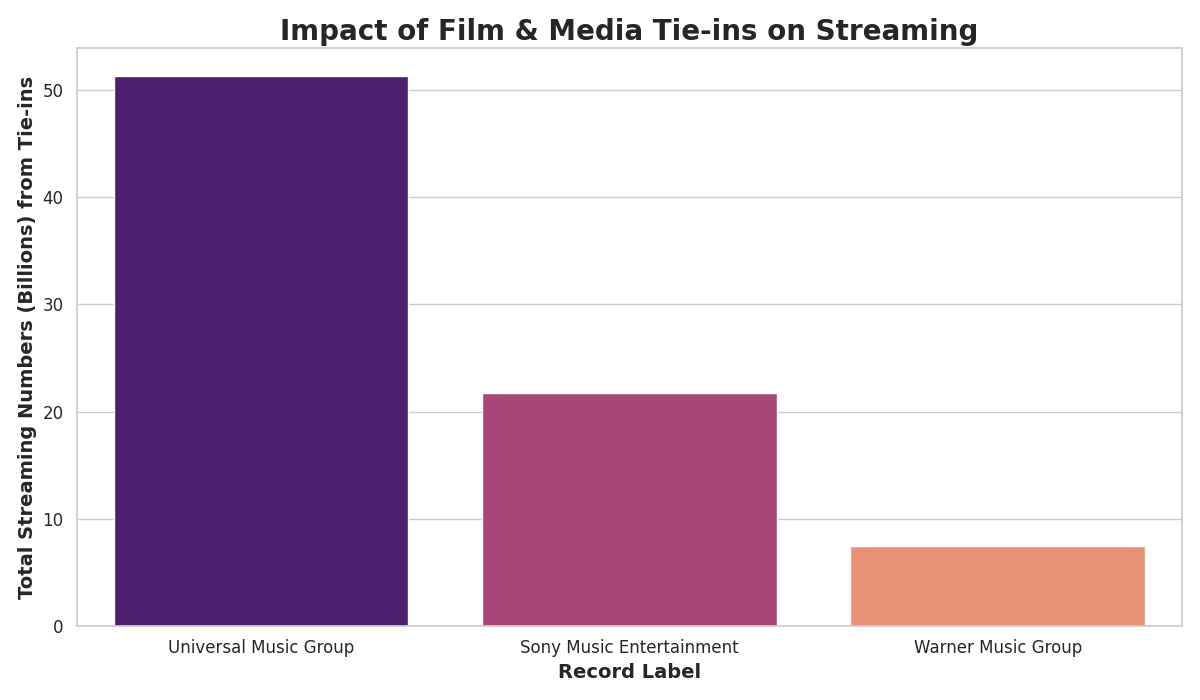 Impact of Film & Media Tie-ins on Streaming
Total Streaming Numbers (Billions) from Tie-ins
50
40
30
20
10
0
Universal Music Group
Sony Music Entertainment
Warner Music Group
Record Label